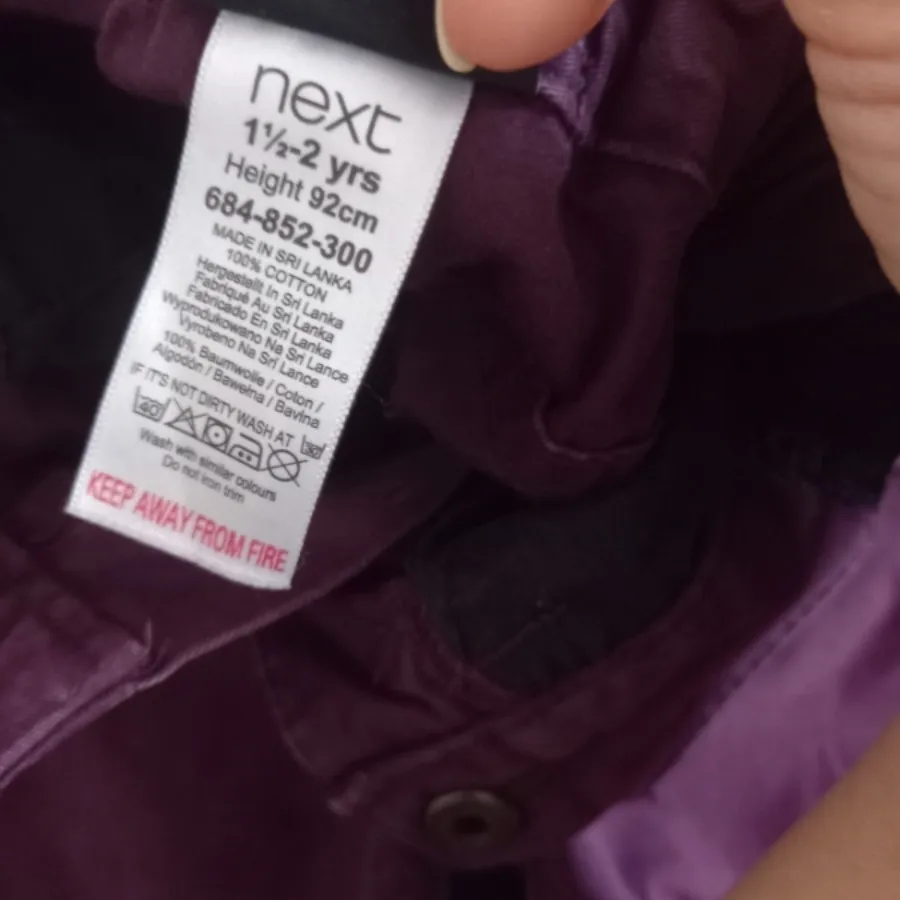 next
1½-2 yrs
Height 92cm
684-852-300
MADE IN SRI LANKA
100% COTTON
Hergestellt In Sri Lanka
Fabriqué Au Sri Lanka
Fabricado En Sri Lanka
Wyprodukowano Na Sri Lance
Vyrobeno Na Srí Lance
100% Baumwolle / Coton /
Algodón / Bawełna / Bavlna
IF IT'S NOT DIRTY WASH AT 30
40
Wash with similar colours
Do not iron trim
KEEP AWAY FROM FIRE